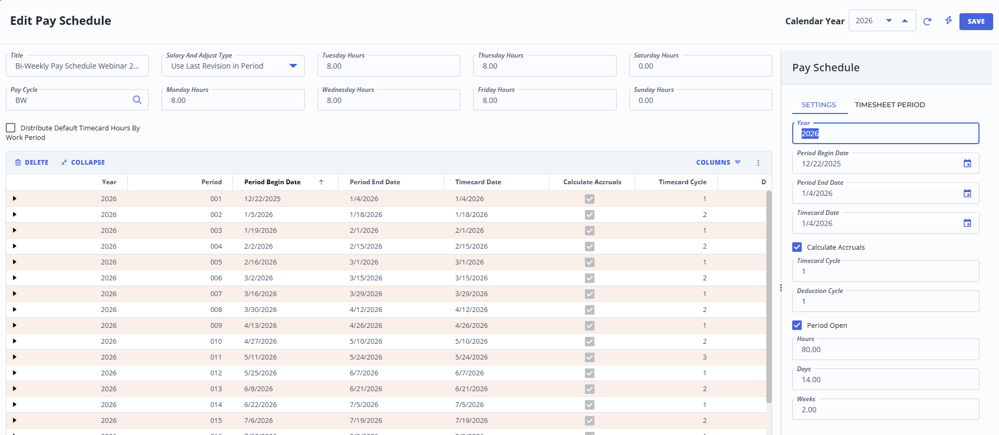 Edit Pay Schedule
Calendar Year 2026 SAVE
Title Salary And Adjust Type Tuesday Hours Thursday Hours Saturday Hours
Bi-Weekly Pay Schedule Webinar 2... Use Last Revision in Period 8.00 8.00 0.00
Pay Cycle Monday Hours Wednesday Hours Friday Hours Sunday Hours
BW 8.00 8.00 8.00 0.00
Distribute Default Timecard Hours By
Work Period
DELETE COLLAPSE COLUMNS
Year Period Period Begin Date Period End Date Timecard Date Calculate Accruals Timecard Cycle D
2026 001 12/22/2025 1/4/2026 1/4/2026 1
2026 002 1/5/2026 1/18/2026 1/18/2026 2
2026 003 1/19/2026 2/1/2026 2/1/2026 1
2026 004 2/2/2026 2/15/2026 2/15/2026 2
2026 005 2/16/2026 3/1/2026 3/1/2026 1
2026 006 3/2/2026 3/15/2026 3/15/2026 2
2026 007 3/16/2026 3/29/2026 3/29/2026 1
2026 008 3/30/2026 4/12/2026 4/12/2026 2
2026 009 4/13/2026 4/26/2026 4/26/2026 1
2026 010 4/27/2026 5/10/2026 5/10/2026 2
2026 011 5/11/2026 5/24/2026 5/24/2026 3
2026 012 5/25/2026 6/7/2026 6/7/2026 1
2026 013 6/8/2026 6/21/2026 6/21/2026 2
2026 014 6/22/2026 7/5/2026 7/5/2026 1
2026 015 7/6/2026 7/19/2026 7/19/2026 2
Pay Schedule
SETTINGS TIMESHEET PERIOD
Year
2026
Period Begin Date
12/22/2025
Period End Date
1/4/2026
Timecard Date
1/4/2026
Calculate Accruals
Timecard Cycle
1
Deduction Cycle
1
Period Open
Hours
80.00
Days
14.00
Weeks
2.00